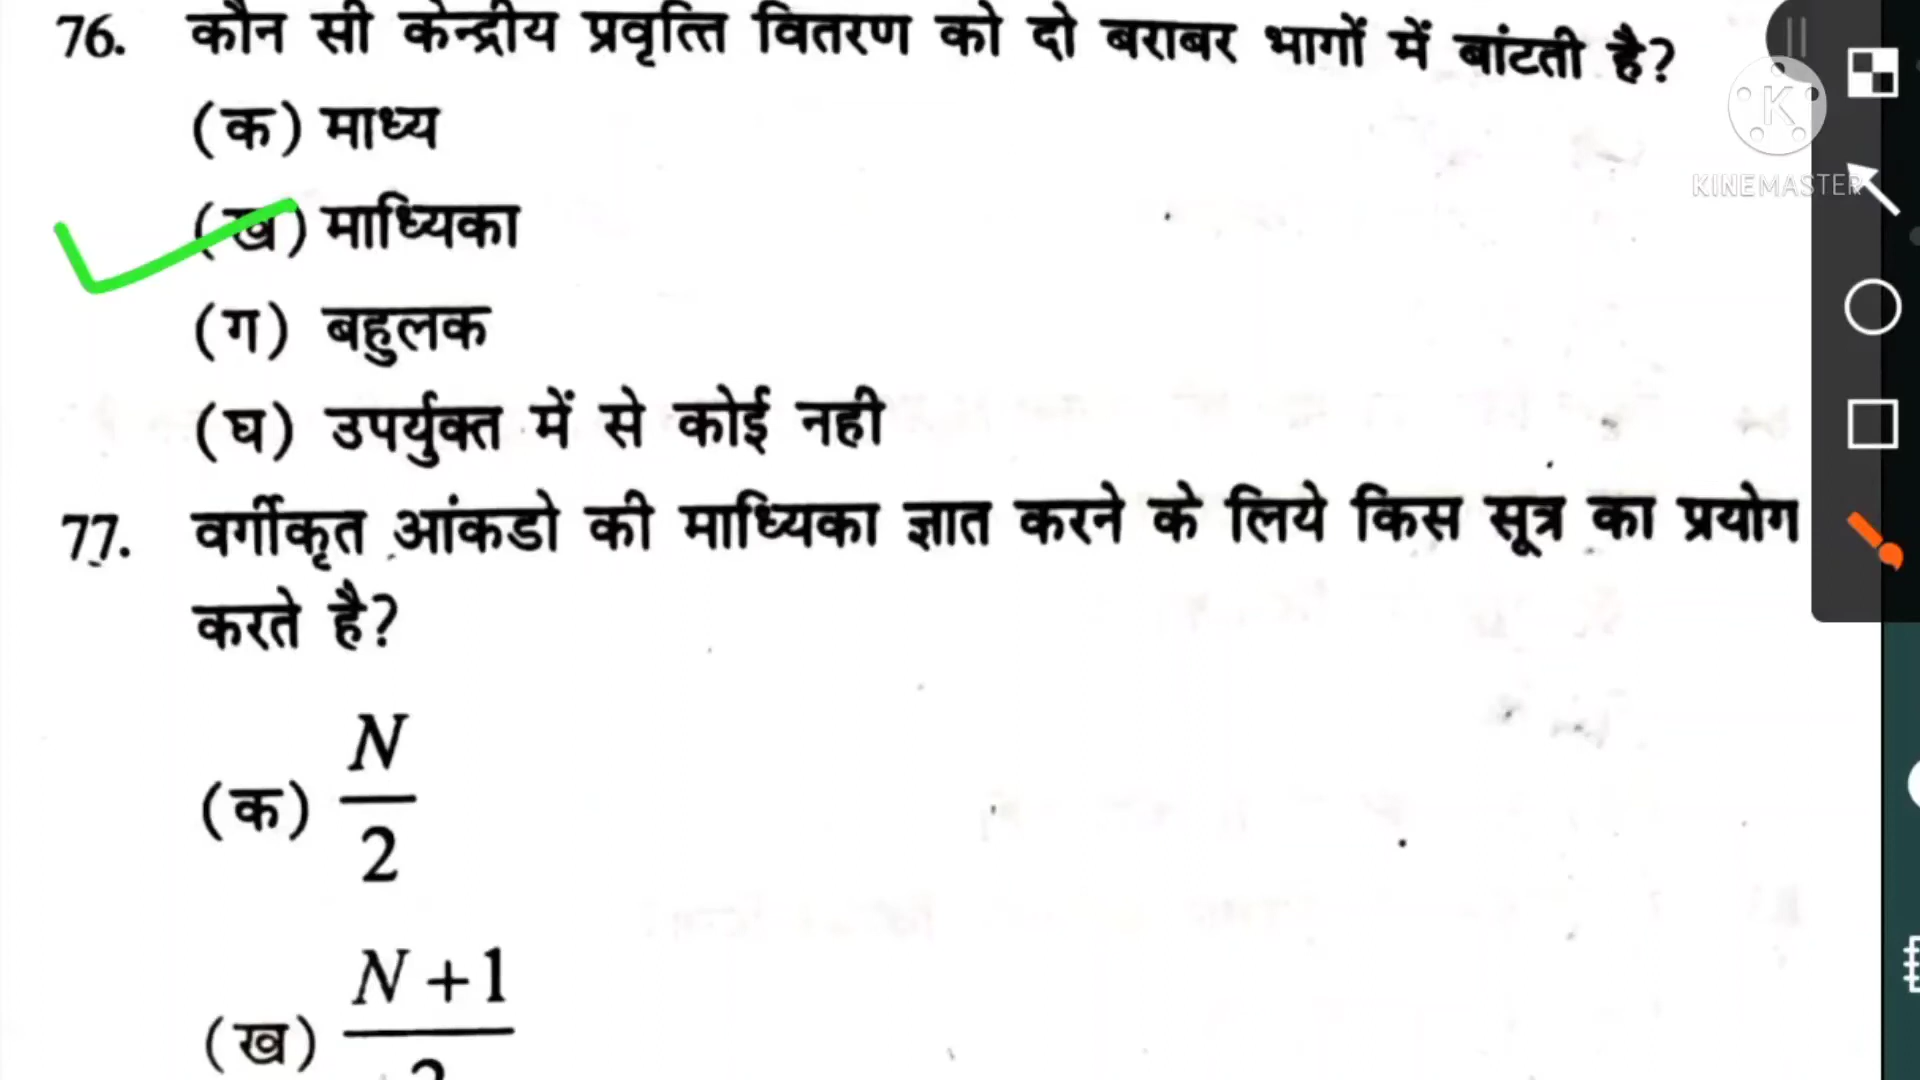 76. कौन सी केन्द्रीय प्रवृत्ति वितरण को दो बराबर भागों में बांटती है?
(क) माध्य
(ख) माध्यिका
(ग) बहुलक
(घ) उपर्युक्त में से कोई नही
77. वर्गीकृत आंकडो की माध्यिका ज्ञात करने के लिये किस सूत्र का प्रयोग
करते है?
(क) N
2
(ख) N + 1
2
K
KINEMASTER